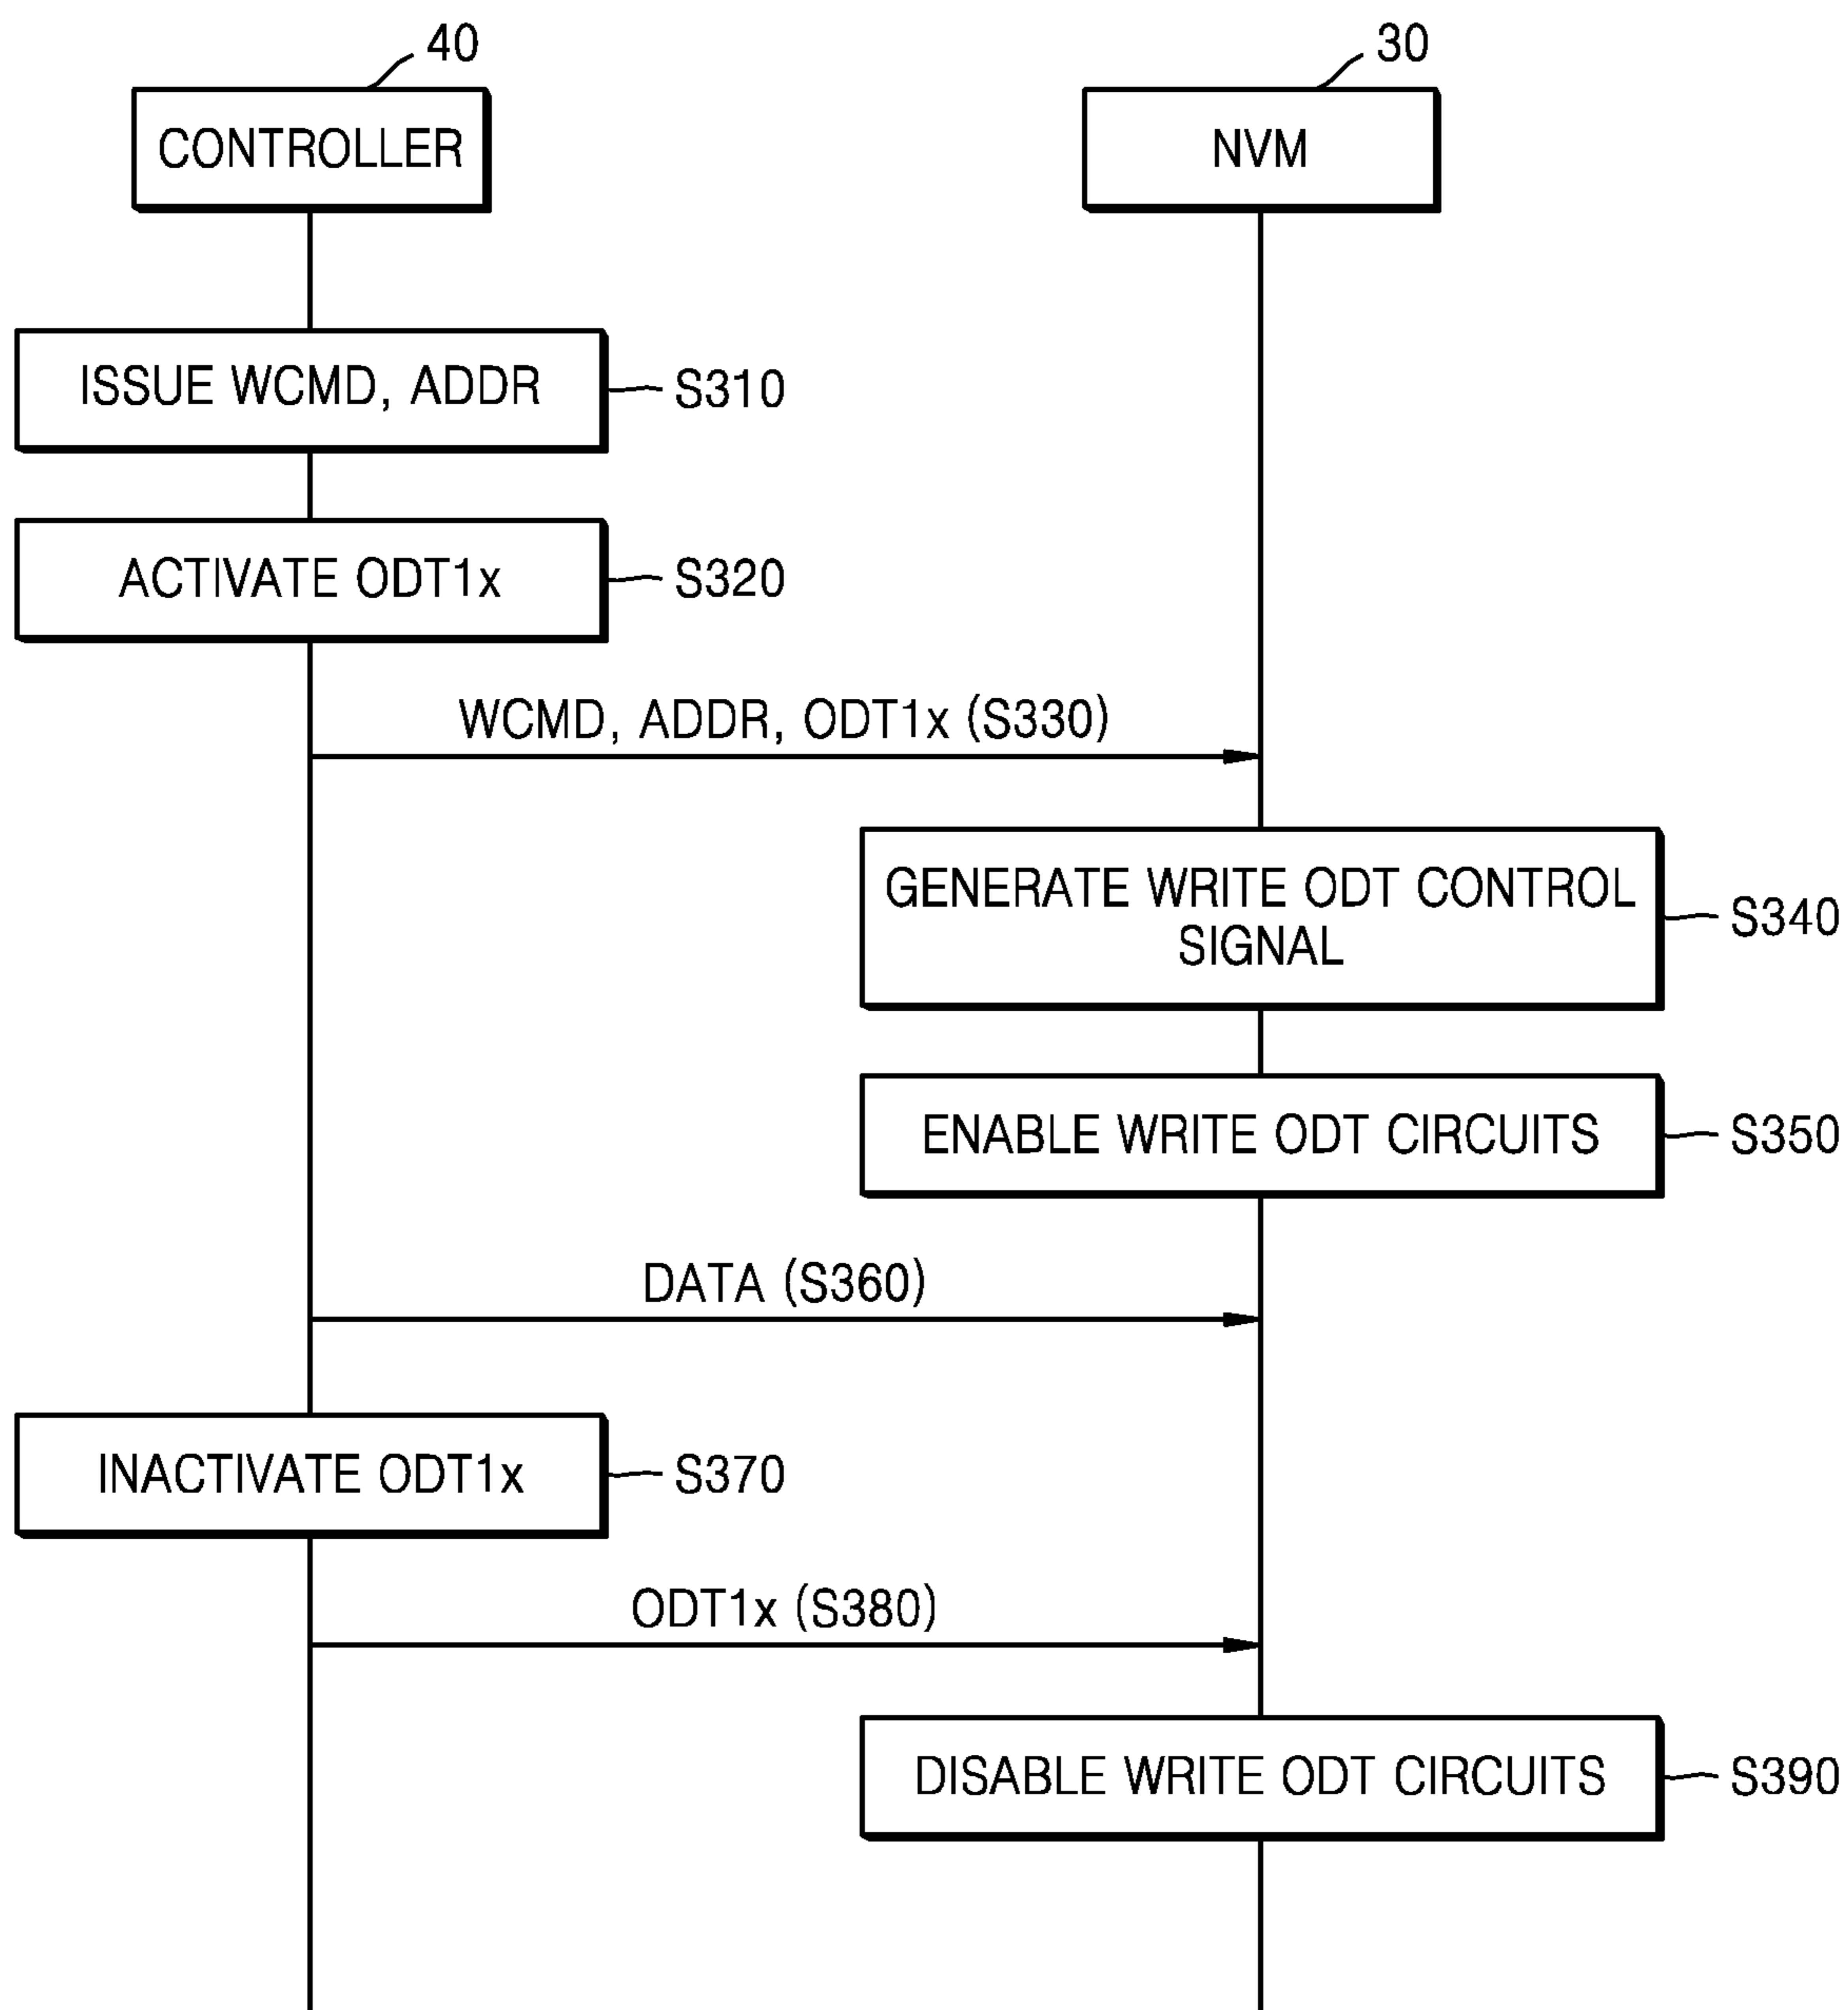 40
30
CONTROLLER
NVM
ISSUE WCMD, ADDR
S310
ACTIVATE ODT1x
S320
WCMD, ADDR, ODT1x (S330)
GENERATE WRITE ODT CONTROL
SIGNAL
S340
ENABLE WRITE ODT CIRCUITS
S350
DATA (S360)
INACTIVATE ODT1x
S370
ODT1x (S380)
DISABLE WRITE ODT CIRCUITS
S390